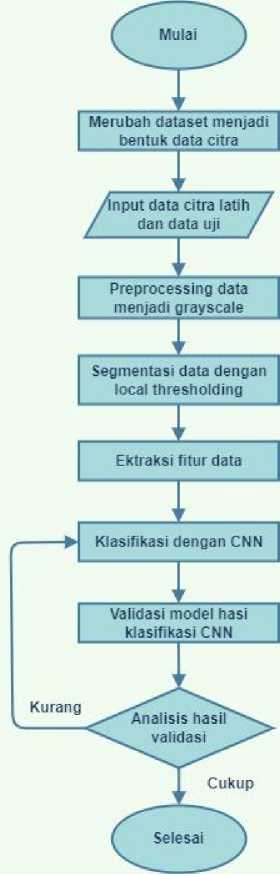 Mulai
Merubah dataset menjadi
bentuk data citra
Input data citra latih
dan data uji
Preprocessing data
menjadi grayscale
Segmentasi data dengan
local thresholding
Ektraksi fitur data
Klasifikasi dengan CNN
Validasi model hasi
klasifikasi CNN
Analisis hasil
validasi
Kurang
Cukup
Selesai